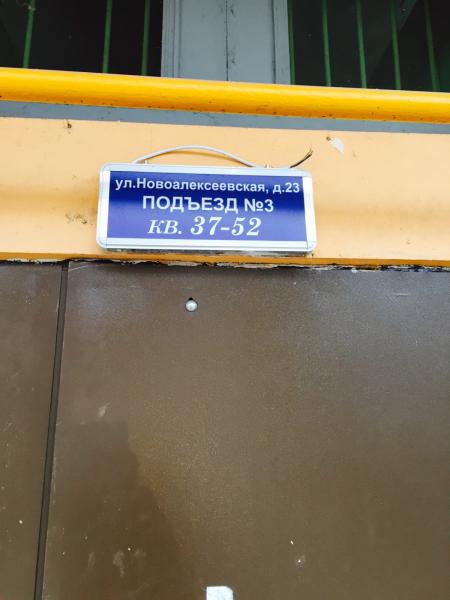 ул.Новоалексеевская, д.23
ПОДЪЕЗД №3
кв. 37-52